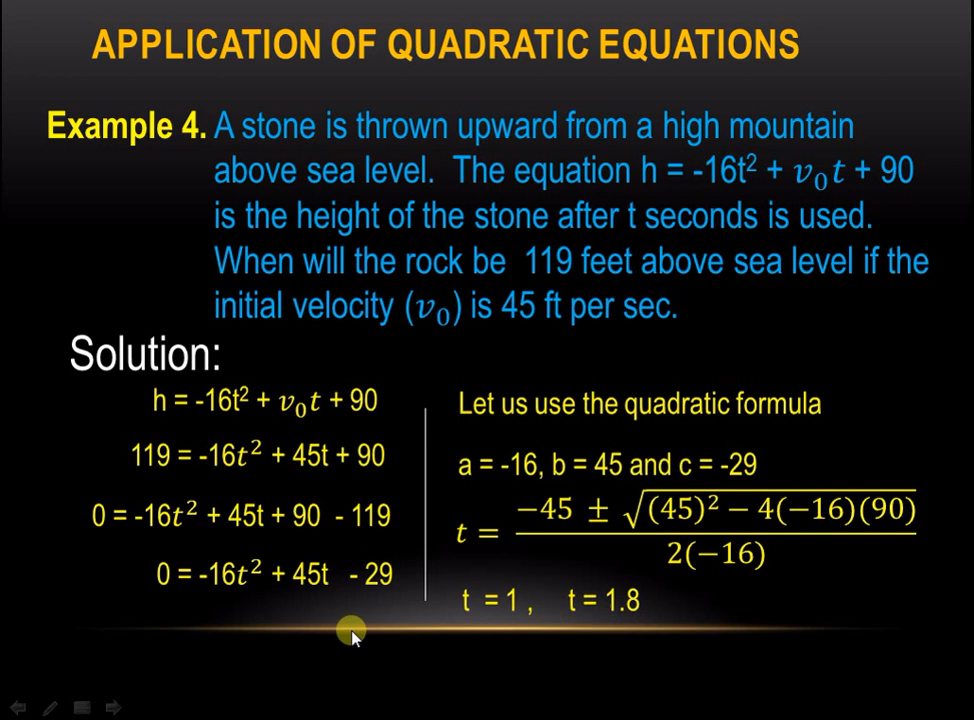 APPLICATION OF QUADRATIC EQUATIONS
Example 4. A stone is thrown upward from a high mountain
above sea level. The equation h = -16t² + v₀t + 90
is the height of the stone after t seconds is used.
When will the rock be 119 feet above sea level if the
initial velocity (v₀) is 45 ft per sec.
Solution:
h = -16t² + v₀t + 90
119 = -16t² + 45t + 90
0 = -16t² + 45t + 90 - 119
0 = -16t² + 45t - 29
Let us use the quadratic formula
a = -16, b = 45 and c = -29
t = (−45 ± √((45)² − 4(−16)(90))) / (2(−16))
t = 1 , t = 1.8